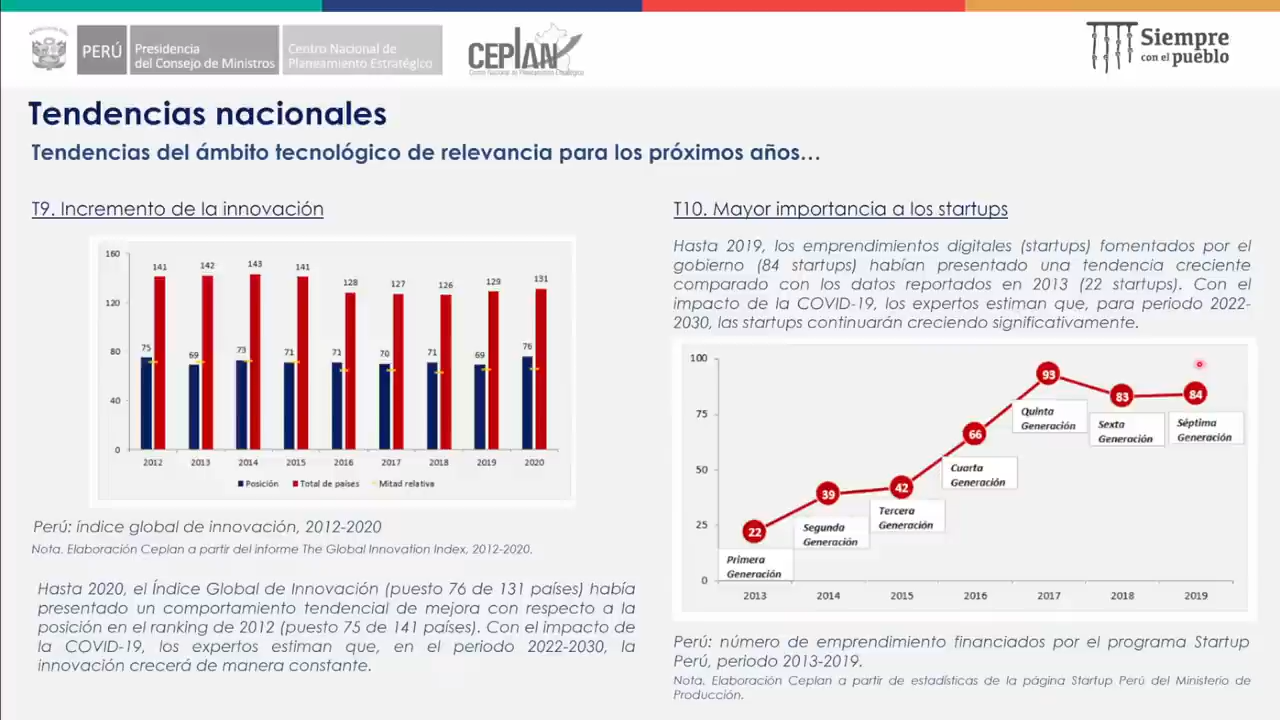 PERÚ
Presidencia
del Consejo de Ministros
Centro Nacional de
Planeamiento Estratégico
CEPLAN
Centro Nacional de Planeamiento Estratégico
Siempre
con el pueblo
Tendencias nacionales
Tendencias del ámbito tecnológico de relevancia para los próximos años...
T9. Incremento de la innovación
160
120
80
40
0
141
142
143
141
128
127
126
129
131
75
69
73
71
71
70
71
69
76
2012
2013
2014
2015
2016
2017
2018
2019
2020
Posición
Total de países
Mitad relativa
Perú: índice global de innovación, 2012-2020
Nota. Elaboración Ceplan a partir del informe The Global Innovation Index, 2012-2020.
Hasta 2020, el Índice Global de Innovación (puesto 76 de 131 países) había
presentado un comportamiento tendencial de mejora con respecto a la
posición en el ranking de 2012 (puesto 75 de 141 países). Con el impacto de
la COVID-19, los expertos estiman que, en el periodo 2022-2030, la
innovación crecerá de manera constante.
T10. Mayor importancia a los startups
Hasta 2019, los emprendimientos digitales (startups) fomentados por el
gobierno (84 startups) habían presentado una tendencia creciente
comparado con los datos reportados en 2013 (22 startups). Con el
impacto de la COVID-19, los expertos estiman que, para periodo 2022-
2030, las startups continuarán creciendo significativamente.
100
75
50
25
0
22
39
42
66
93
83
84
Primera
Generación
Segunda
Generación
Tercera
Generación
Cuarta
Generación
Quinta
Generación
Sexta
Generación
Séptima
Generación
2013
2014
2015
2016
2017
2018
2019
Perú: número de emprendimiento financiados por el programa Startup
Perú, periodo 2013-2019.
Nota. Elaboración Ceplan a partir de estadísticas de la página Startup Perú del Ministerio de
Producción.